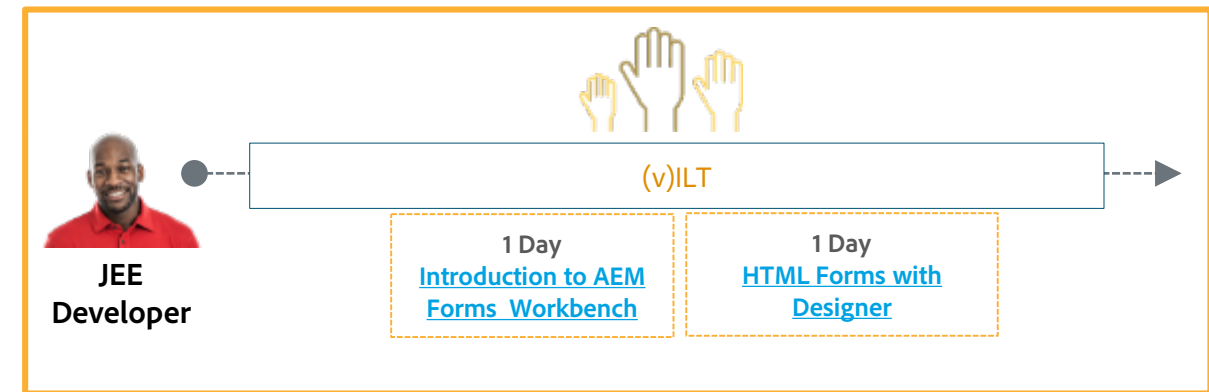 (v)ILT
JEE
Developer
1 Day
Introduction to AEM
Forms  Workbench
1 Day
HTML Forms with
Designer